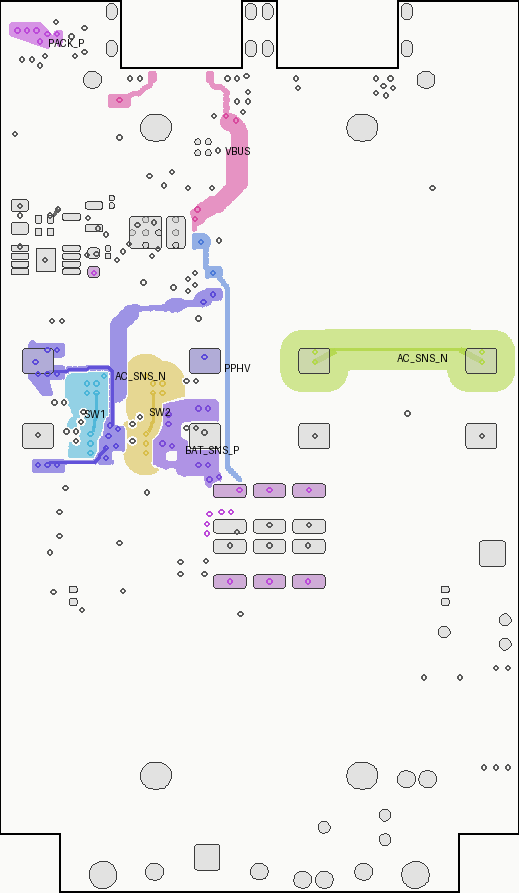 PACK_P
VBUS
AC_SNS_N
PPHV
AC_SNS_N
SW1
SW2
BAT_SNS_P